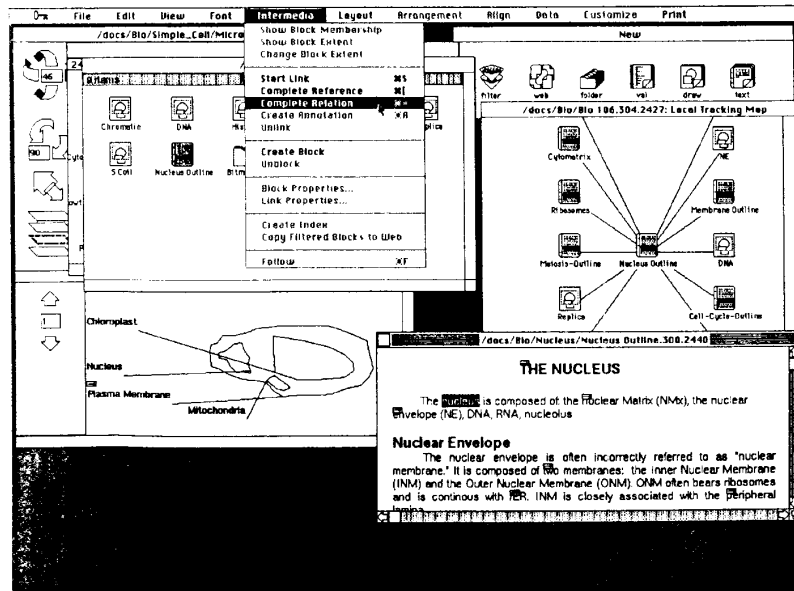 File Edit View Font Intermedia Layout Arrangement Align Data Customize Print
/docs/Bio/Simple_Cell/Micro
New
Show Block Membership
Show Block Extent
Change Block Extent
Start Link ⌘S
Complete Reference ⌘[
Complete Relation ⌘=
Create Annotation ⌘A
Unlink
Create Block
Unblock
Block Properties...
Link Properties...
Create Index
Copy Filtered Blocks to Web
Follow ⌘F
46
90
24
1
Chromatin DNA
S Cell Nucleus Outline
filter web folder val draw text
/docs/Bio/Bio 106.304.2427: Local Tracking Map
Cytomatrix NE
Ribosomes Membrane Outline
Meiosis-Outline Nucleus Outline DNA
Replica Cell-Cycle-Outline
Chloroplast
Nucleus
Plasma Membrane
Mitochondria
/docs/Bio/Nucleus/Nucleus Outline.300.2440
THE NUCLEUS
The nucleus is composed of the Nuclear Matrix (NMx), the nuclear
envelope (NE), DNA, RNA, nucleolus
Nuclear Envelope
The nuclear envelope is often incorrectly referred to as "nuclear
membrane." It is composed of two membranes: the inner Nuclear Membrane
(INM) and the Outer Nuclear Membrane (ONM). ONM often bears ribosomes
and is continous with RER. INM is closely associated with the peripheral
lamina